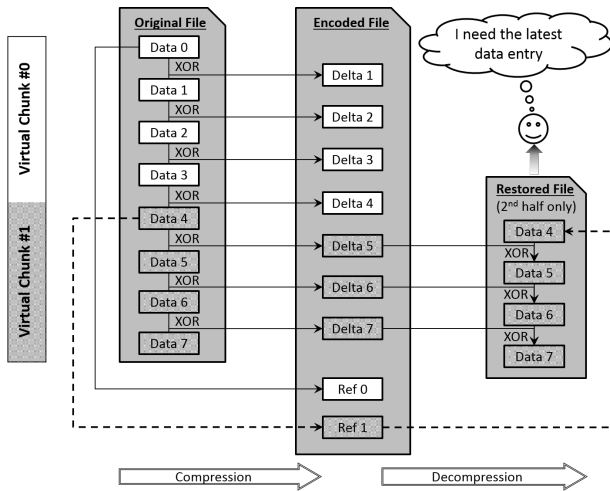 Virtual Chunk #0
Virtual Chunk #1
Original File
Data 0
XOR
Data 1
XOR
Data 2
XOR
Data 3
XOR
Data 4
XOR
Data 5
XOR
Data 6
XOR
Data 7
Encoded File
Delta 1
Delta 2
Delta 3
Delta 4
Delta 5
Delta 6
Delta 7
Ref 0
Ref 1
I need the latest
data entry
Restored File
(2nd half only)
Data 4
XOR
Data 5
XOR
Data 6
XOR
Data 7
Compression
Decompression